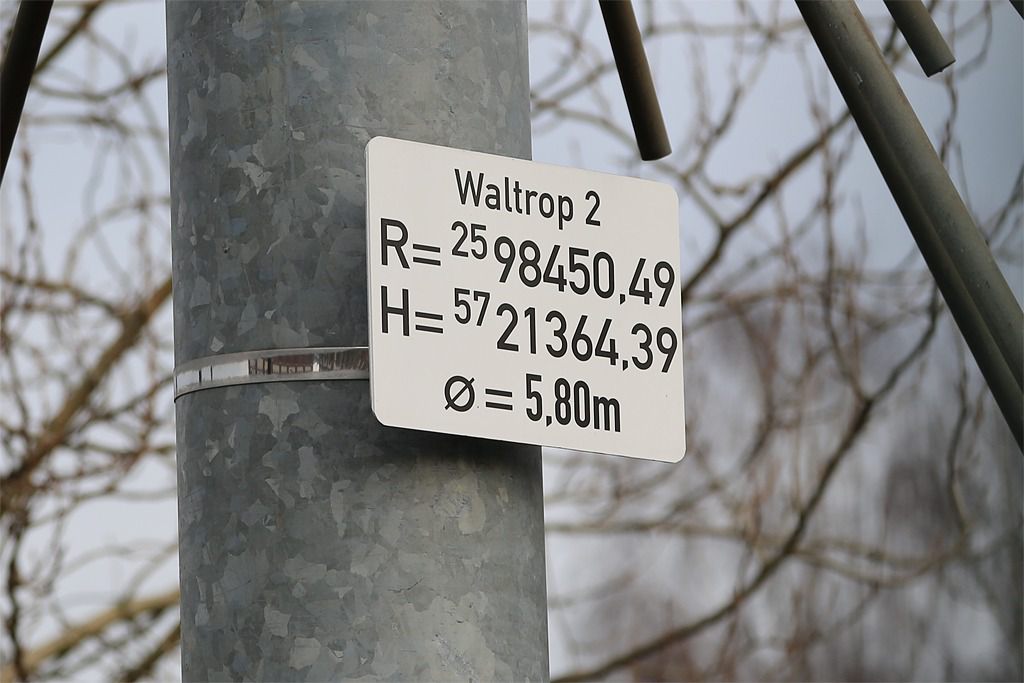 Waltrop 2
R= ²⁵98450,49
H= ⁵⁷21364,39
Ø = 5,80m